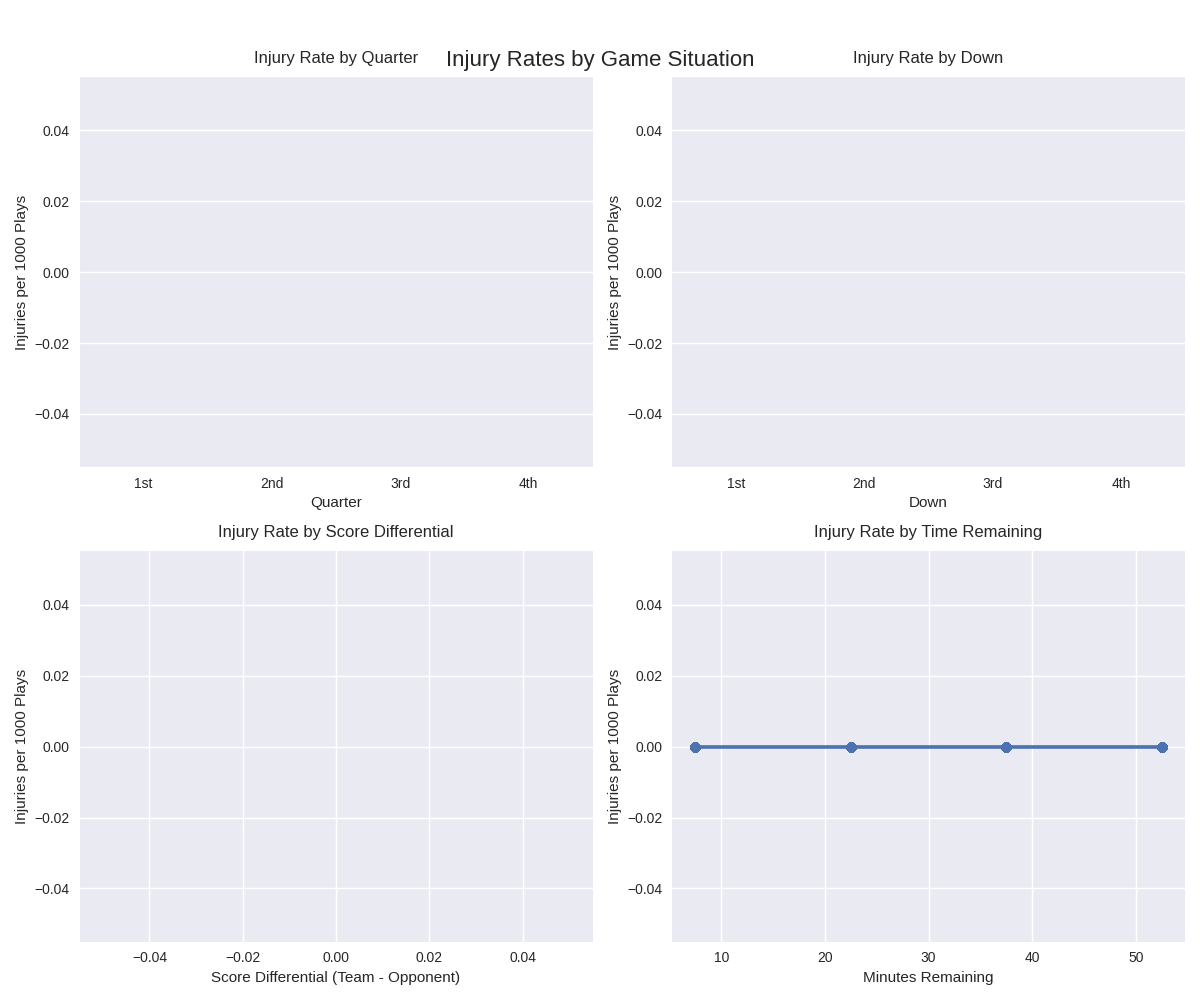 Injury Rates by Game Situation
Injury Rate by Quarter
Injuries per 1000 Plays
0.04
0.02
0.00
−0.02
−0.04
1st 2nd 3rd 4th
Quarter
Injury Rate by Down
Injuries per 1000 Plays
0.04
0.02
0.00
−0.02
−0.04
1st 2nd 3rd 4th
Down
Injury Rate by Score Differential
Injuries per 1000 Plays
0.04
0.02
0.00
−0.02
−0.04
−0.04 −0.02 0.00 0.02 0.04
Score Differential (Team - Opponent)
Injury Rate by Time Remaining
Injuries per 1000 Plays
0.04
0.02
0.00
−0.02
−0.04
10 20 30 40 50
Minutes Remaining